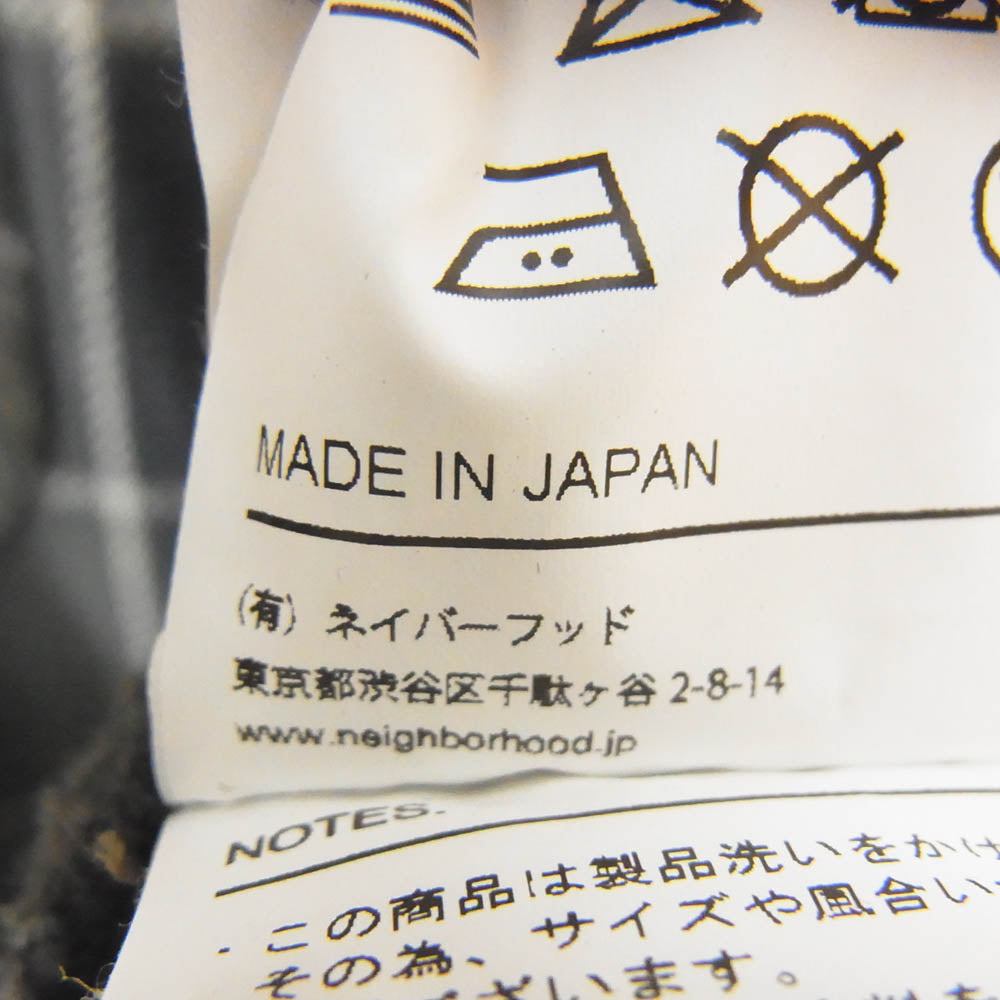 MADE IN JAPAN
(有) ネイバーフッド
東京都渋谷区千駄ヶ谷 2-8-14
www.neighborhood.jp
NOTES.
・この商品は製品洗いをかけ
その為、サイズや風合い
ございます。